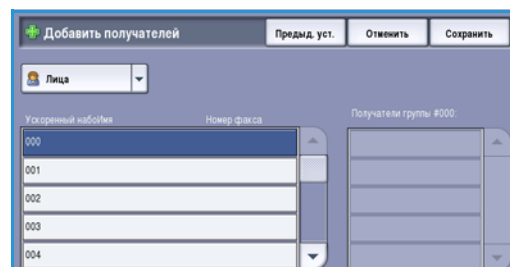 Добавить получателей Предыд. уст. Отменить Сохранить
Лица
Ускоренный набоИмя Номер факса Получатели группы #000:
000
001
002
003
004